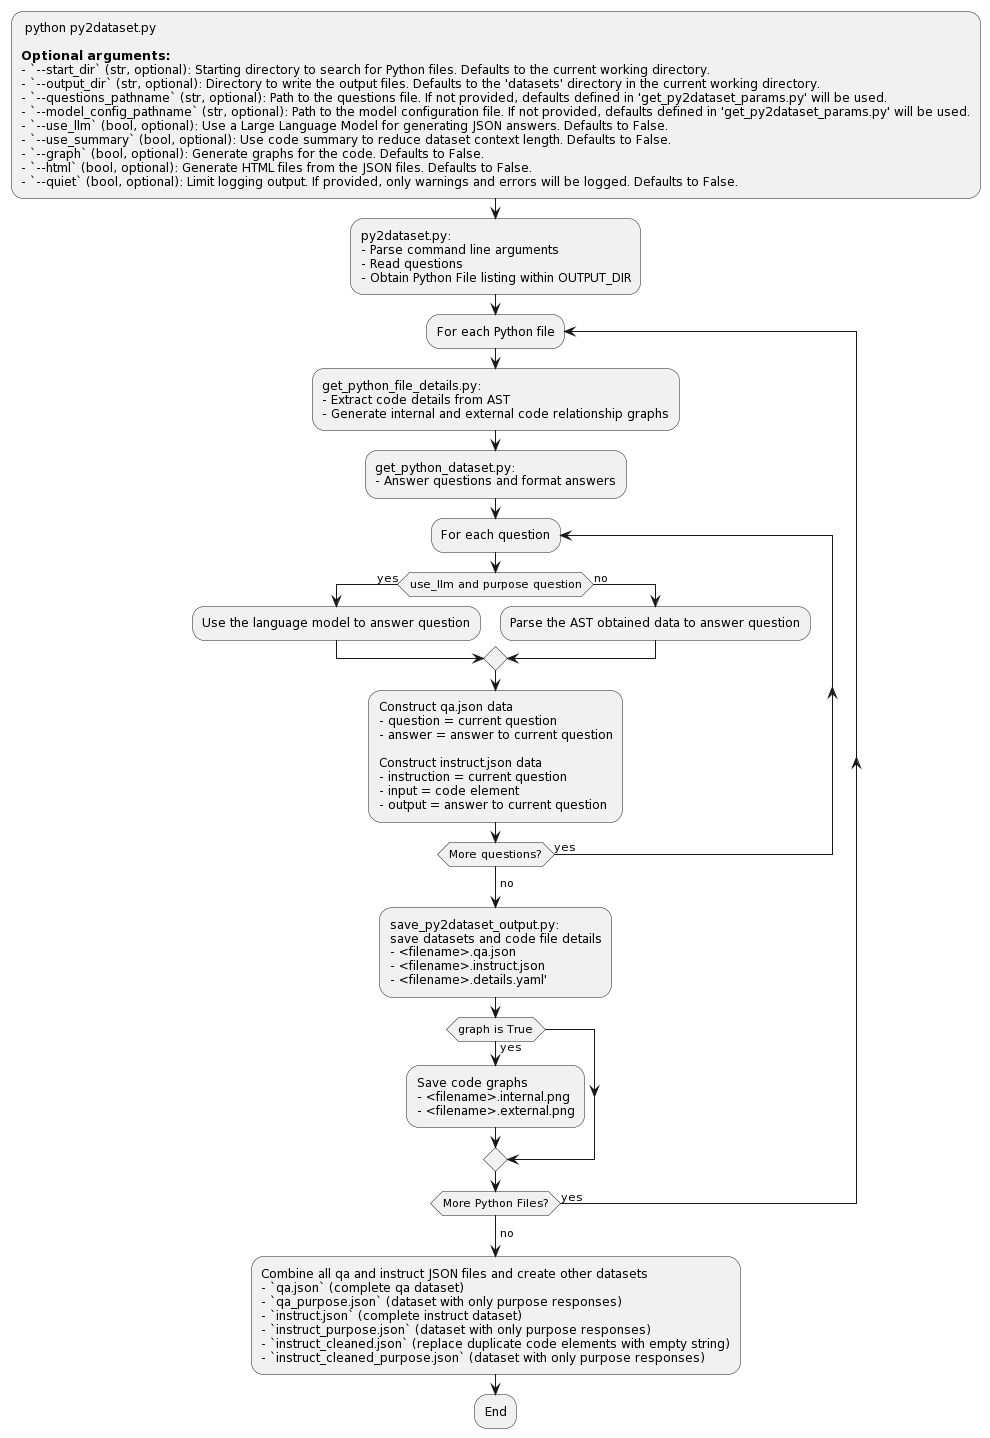 python py2dataset.py
Optional arguments:
- `--start_dir` (str, optional): Starting directory to search for Python files. Defaults to the current working directory.
- `--output_dir` (str, optional): Directory to write the output files. Defaults to the 'datasets' directory in the current working directory.
- `--questions_pathname` (str, optional): Path to the questions file. If not provided, defaults defined in 'get_py2dataset_params.py' will be used.
- `--model_config_pathname` (str, optional): Path to the model configuration file. If not provided, defaults defined in 'get_py2dataset_params.py' will be used.
- `--use_llm` (bool, optional): Use a Large Language Model for generating JSON answers. Defaults to False.
- `--use_summary` (bool, optional): Use code summary to reduce dataset context length. Defaults to False.
- `--graph` (bool, optional): Generate graphs for the code. Defaults to False.
- `--html` (bool, optional): Generate HTML files from the JSON files. Defaults to False.
- `--quiet` (bool, optional): Limit logging output. If provided, only warnings and errors will be logged. Defaults to False.
py2dataset.py:
- Parse command line arguments
- Read questions
- Obtain Python File listing within OUTPUT_DIR
For each Python file
get_python_file_details.py:
- Extract code details from AST
- Generate internal and external code relationship graphs
get_python_dataset.py:
- Answer questions and format answers
For each question
yes
use_llm and purpose question
no
Use the language model to answer question
Parse the AST obtained data to answer question
Construct qa.json data
- question = current question
- answer = answer to current question
Construct instruct.json data
- instruction = current question
- input = code element
- output = answer to current question
More questions?
yes
no
save_py2dataset_output.py:
save datasets and code file details
- <filename>.qa.json
- <filename>.instruct.json
- <filename>.details.yaml'
graph is True
yes
Save code graphs
- <filename>.internal.png
- <filename>.external.png
More Python Files?
yes
no
Combine all qa and instruct JSON files and create other datasets
- `qa.json` (complete qa dataset)
- `qa_purpose.json` (dataset with only purpose responses)
- `instruct.json` (complete instruct dataset)
- `instruct_purpose.json` (dataset with only purpose responses)
- `instruct_cleaned.json` (replace duplicate code elements with empty string)
- `instruct_cleaned_purpose.json` (dataset with only purpose responses)
End